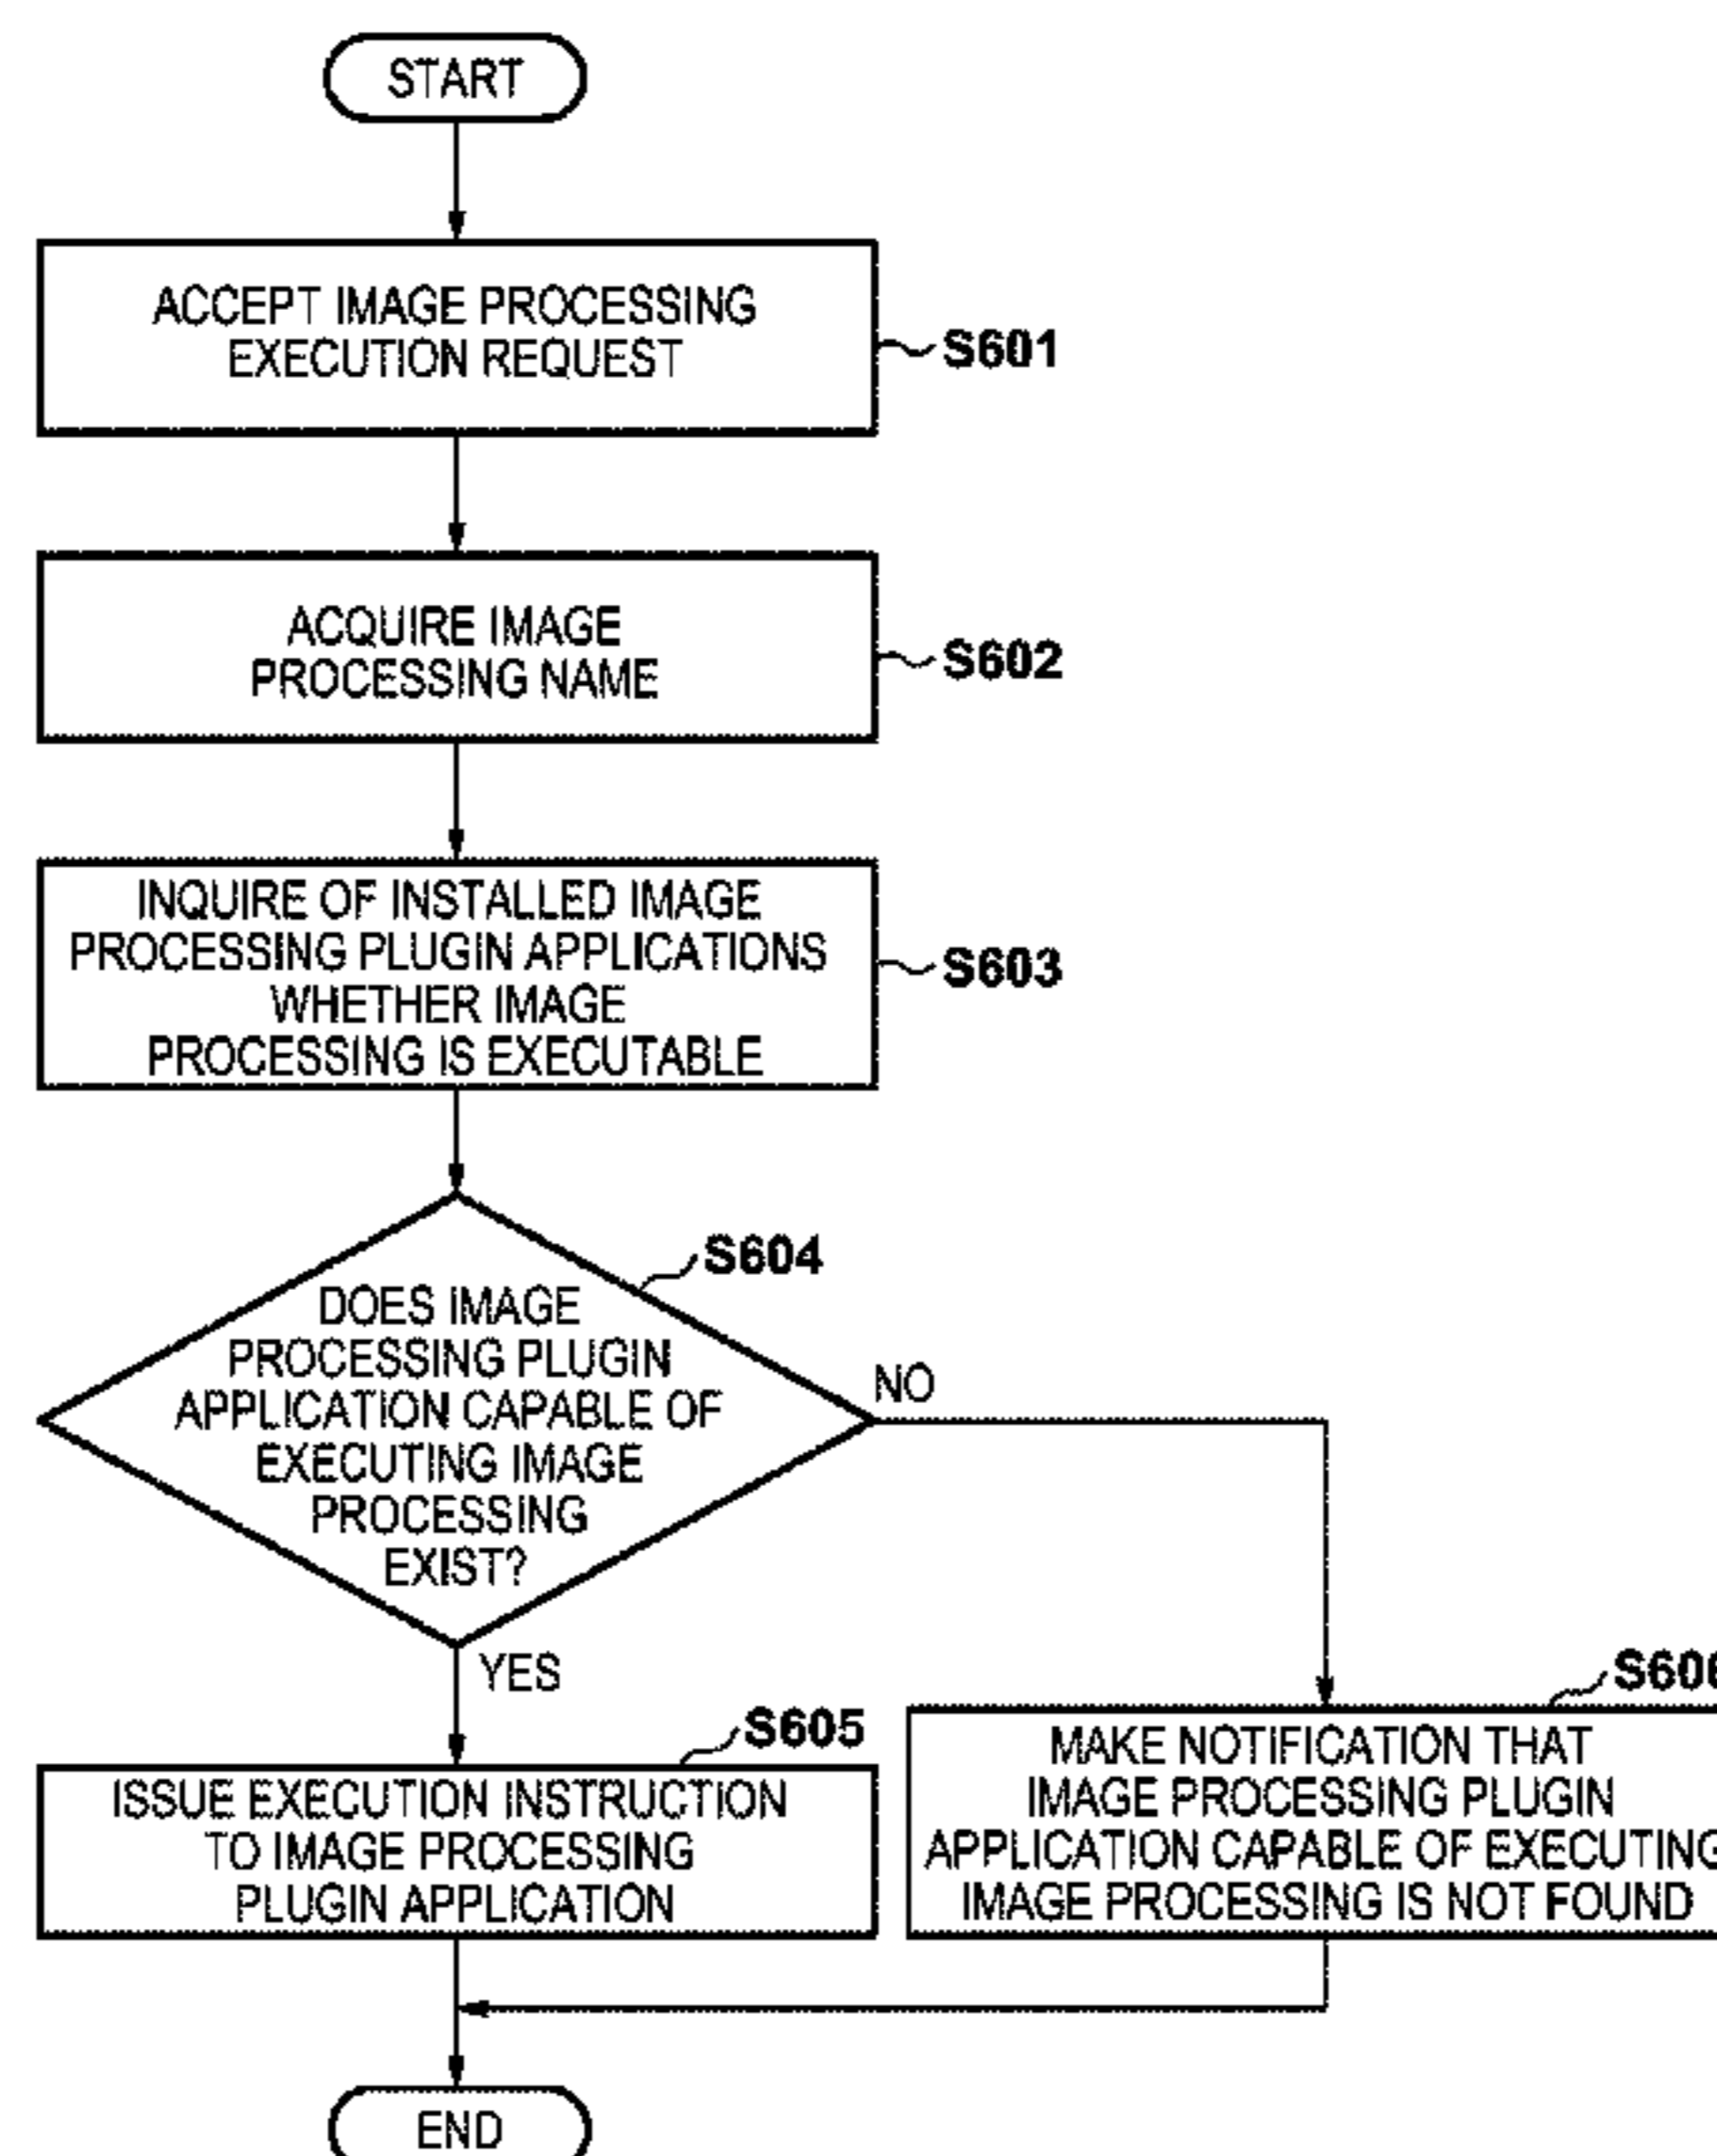 START
ACCEPT IMAGE PROCESSING
EXECUTION REQUEST
S601
ACQUIRE IMAGE
PROCESSING NAME
S602
INQUIRE OF INSTALLED IMAGE
PROCESSING PLUGIN APPLICATIONS
WHETHER IMAGE
PROCESSING IS EXECUTABLE
S603
S604
DOES IMAGE
PROCESSING PLUGIN
APPLICATION CAPABLE OF
EXECUTING IMAGE
PROCESSING
EXIST?
NO
YES
S605
ISSUE EXECUTION INSTRUCTION
TO IMAGE PROCESSING
PLUGIN APPLICATION
S606
MAKE NOTIFICATION THAT
IMAGE PROCESSING PLUGIN
APPLICATION CAPABLE OF EXECUTING
IMAGE PROCESSING IS NOT FOUND
END